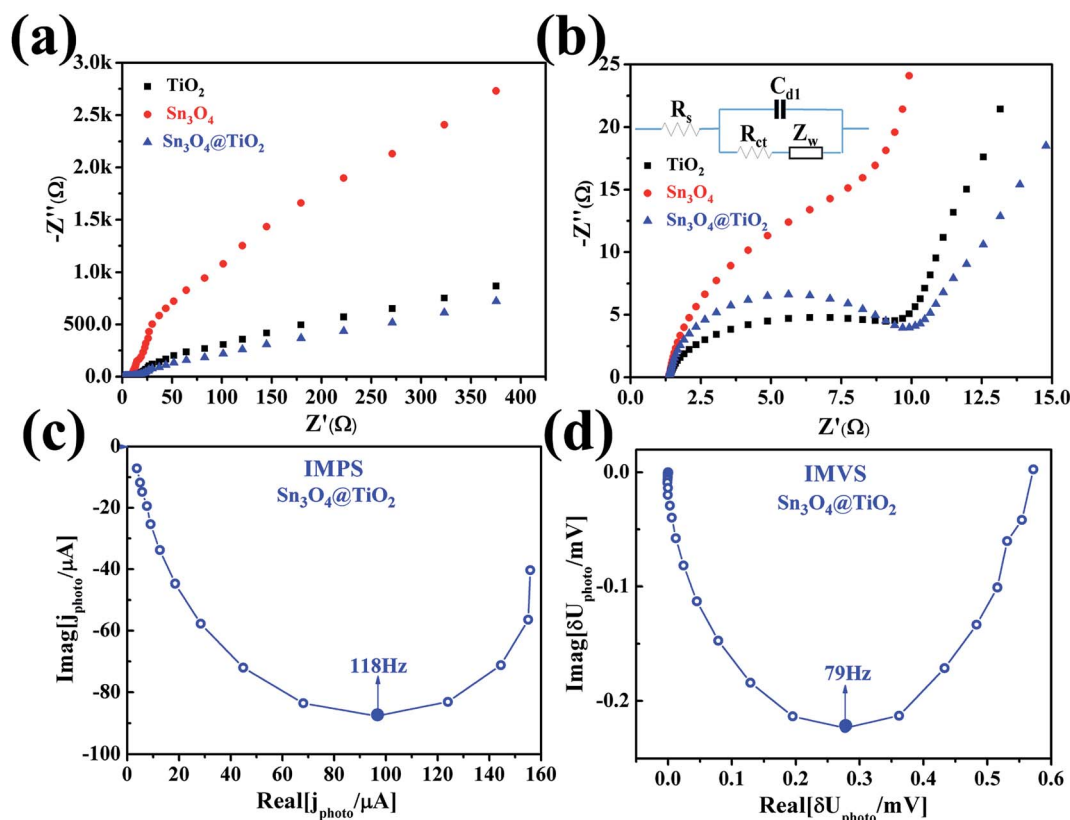 (a)
3.0k
2.5k
2.0k
1.5k
1.0k
500.0
0.0
-Z''(Ω)
TiO2
Sn3O4
Sn3O4@TiO2
0 50 100 150 200 250 300 350 400
Z'(Ω)
(b)
25
20
15
10
5
0
-Z''(Ω)
Rs
Cd1
Rct
Zw
TiO2
Sn3O4
Sn3O4@TiO2
0.0 2.5 5.0 7.5 10.0 12.5 15.0
Z'(Ω)
(c)
0
-20
-40
-60
-80
-100
Imag[jphoto/μA]
IMPS
Sn3O4@TiO2
118Hz
0 20 40 60 80 100 120 140 160
Real[jphoto/μA]
(d)
0.0
-0.1
-0.2
Imag[δUphoto/mV]
IMVS
Sn3O4@TiO2
79Hz
0.0 0.1 0.2 0.3 0.4 0.5 0.6
Real[δUphoto/mV]